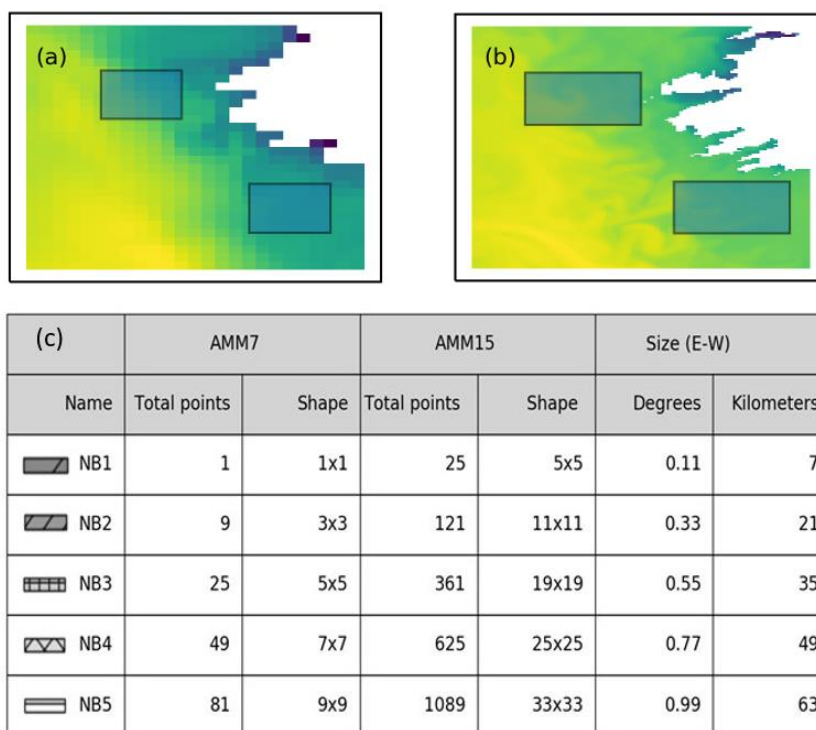 (a)
(b)
(c) AMM7 AMM15 Size (E-W)
Name Total points Shape Total points Shape Degrees Kilometers
NB1 1 1x1 25 5x5 0.11 7
NB2 9 3x3 121 11x11 0.33 21
NB3 25 5x5 361 19x19 0.55 35
NB4 49 7x7 625 25x25 0.77 49
NB5 81 9x9 1089 33x33 0.99 63